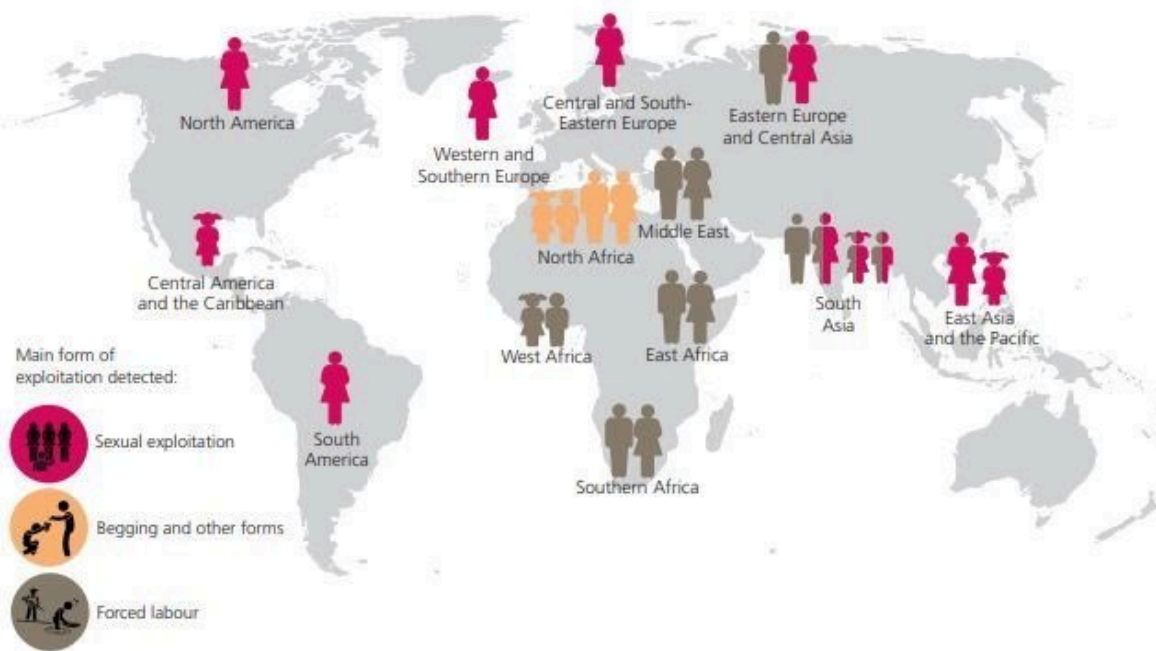 North America
Central and South-
Eastern Europe
Eastern Europe
and Central Asia
Western and
Southern Europe
Middle East
North Africa
Central America
and the Caribbean
South
Asia
East Asia
and the Pacific
West Africa
East Africa
Main form of
exploitation detected:
Sexual exploitation
South
America
Southern Africa
Begging and other forms
Forced labour